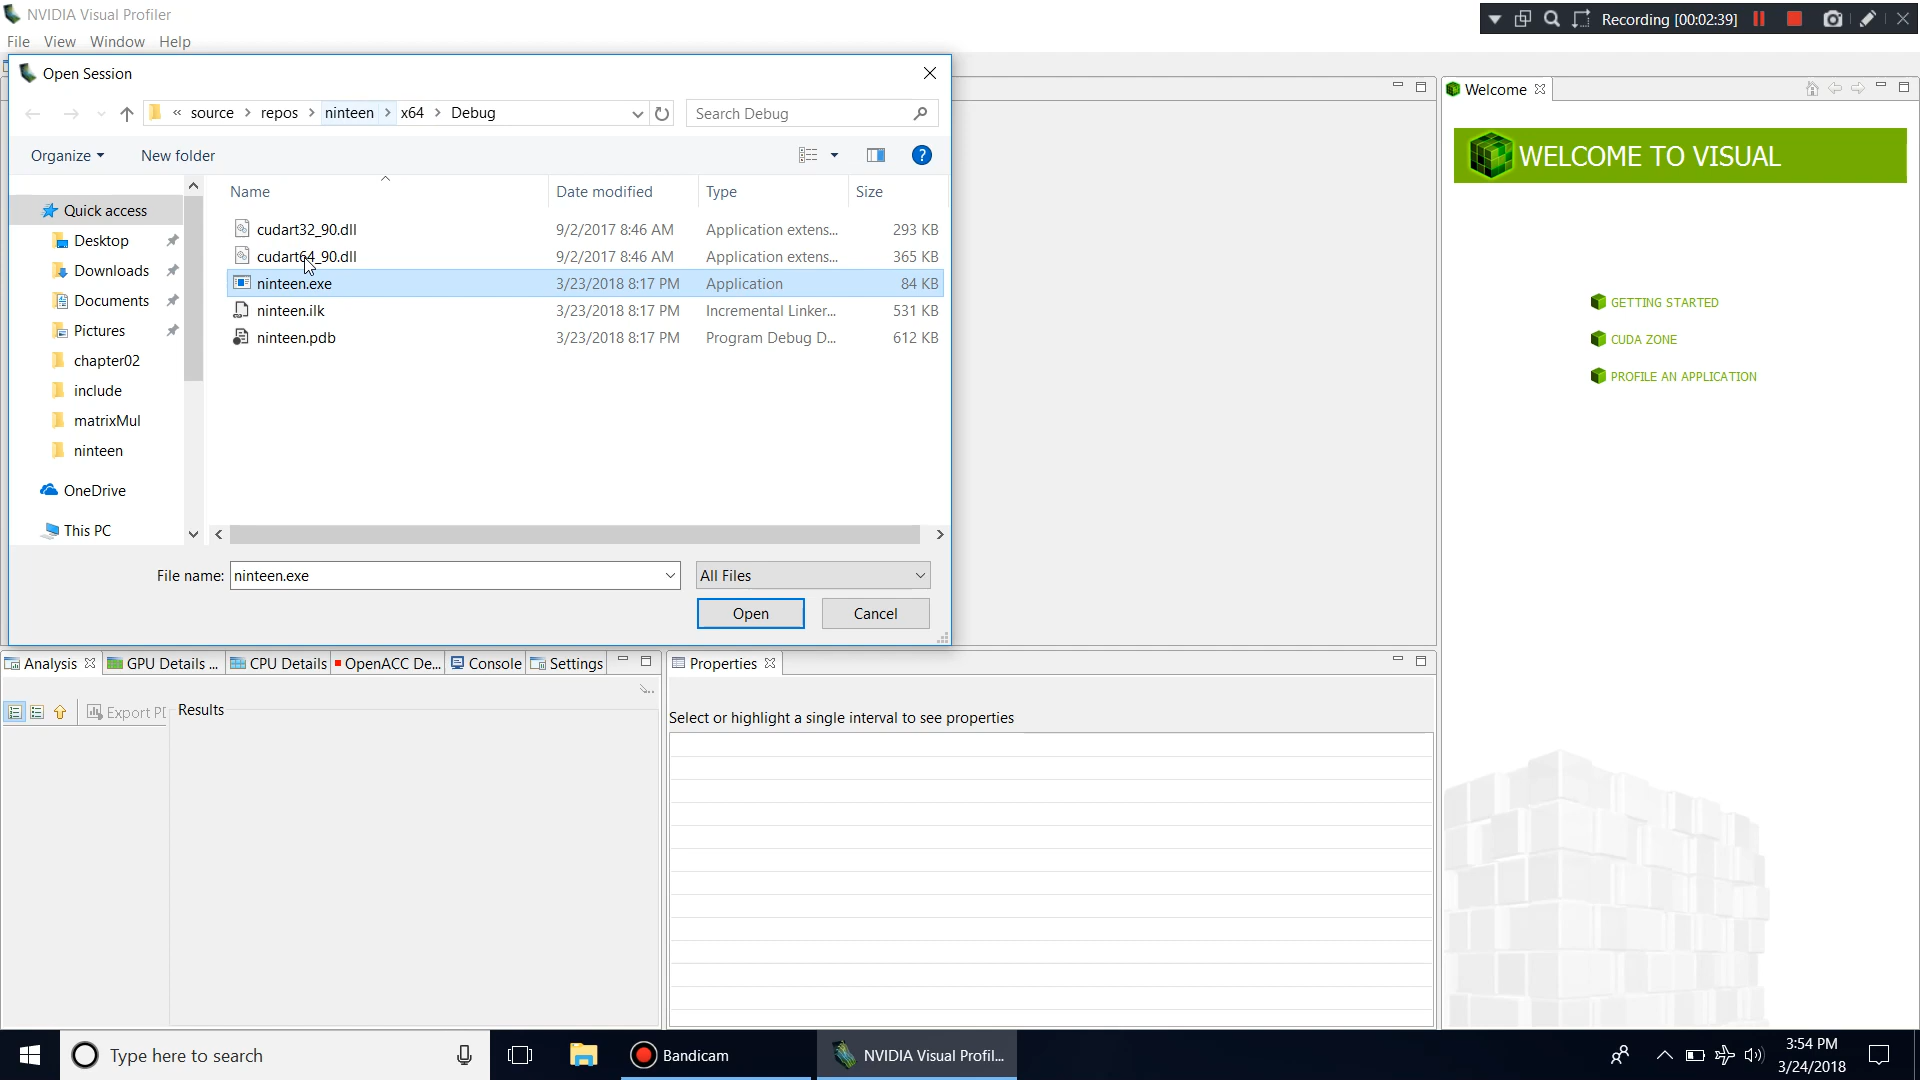 NVIDIA Visual Profiler
Recording [00:02:39]
File View Window Help
Open Session
« source > repos > ninteen > x64 > Debug
Search Debug
Organize
New folder
Name
Date modified
Type
Size
Quick access
Desktop
Downloads
Documents
Pictures
chapter02
include
matrixMul
ninteen
OneDrive
This PC
cudart32_90.dll 9/2/2017 8:46 AM Application extens... 293 KB
cudart64_90.dll 9/2/2017 8:46 AM Application extens... 365 KB
ninteen.exe 3/23/2018 8:17 PM Application 84 KB
ninteen.ilk 3/23/2018 8:17 PM Incremental Linker... 531 KB
ninteen.pdb 3/23/2018 8:17 PM Program Debug D... 612 KB
File name: ninteen.exe
All Files
Open
Cancel
Welcome
WELCOME TO VISUAL
GETTING STARTED
CUDA ZONE
PROFILE AN APPLICATION
Analysis
GPU Details ...
CPU Details
OpenACC De...
Console
Settings
Export PD
Results
Properties
Select or highlight a single interval to see properties
Type here to search
Bandicam
NVIDIA Visual Profil...
3:54 PM
3/24/2018